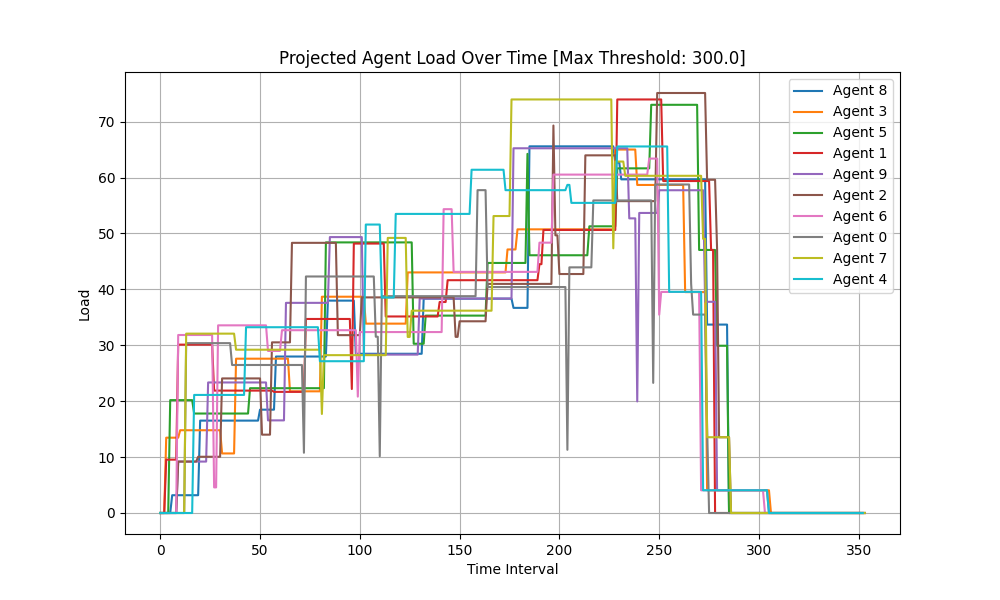 Projected Agent Load Over Time [Max Threshold: 300.0]
Agent 8
Agent 3
Agent 5
Agent 1
Agent 9
Agent 2
Agent 6
Agent 0
Agent 7
Agent 4
Load
70
60
50
40
30
20
10
0
0 50 100 150 200 250 300 350
Time Interval